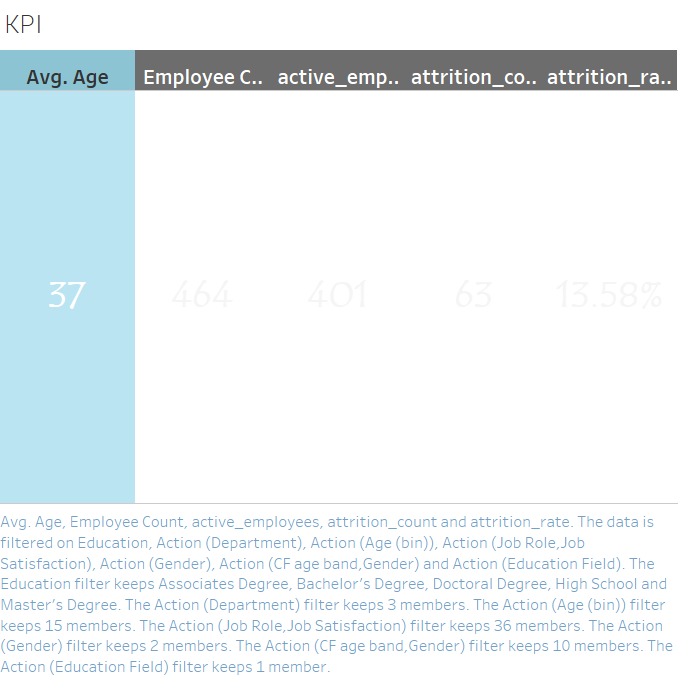 KPI
Avg. Age Employee C.. active_emp.. attrition_co.. attrition_ra..
37 464 401 63 13.58%
Avg. Age, Employee Count, active_employees, attrition_count and attrition_rate. The data is
filtered on Education, Action (Department), Action (Age (bin)), Action (Job Role,Job
Satisfaction), Action (Gender), Action (CF age band,Gender) and Action (Education Field). The
Education filter keeps Associates Degree, Bachelor's Degree, Doctoral Degree, High School and
Master's Degree. The Action (Department) filter keeps 3 members. The Action (Age (bin)) filter
keeps 15 members. The Action (Job Role,Job Satisfaction) filter keeps 36 members. The Action
(Gender) filter keeps 2 members. The Action (CF age band,Gender) filter keeps 10 members. The
Action (Education Field) filter keeps 1 member.